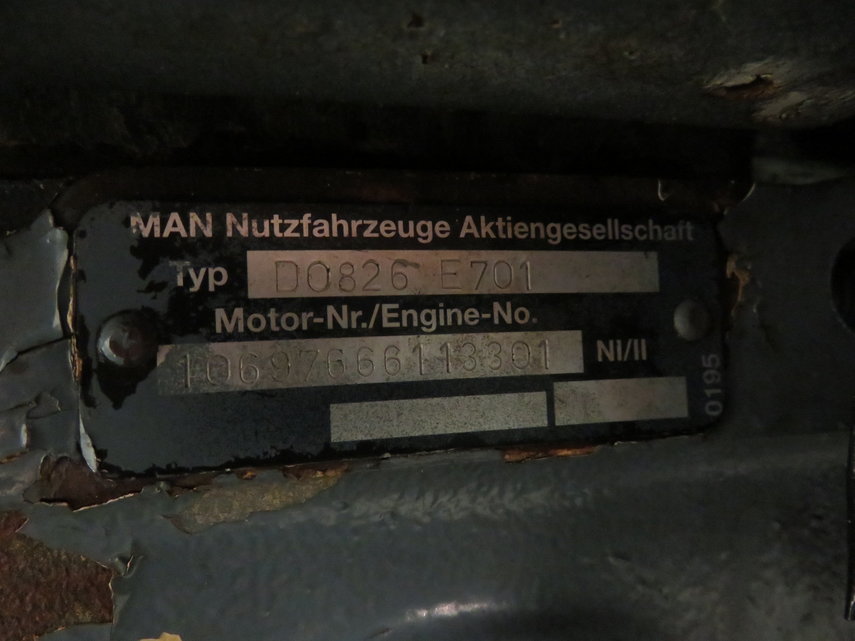 MAN Nutzfahrzeuge Aktiengesellschaft
Typ D0826 E701
Motor-Nr./Engine-No.
10697666113301 NI/II
0195